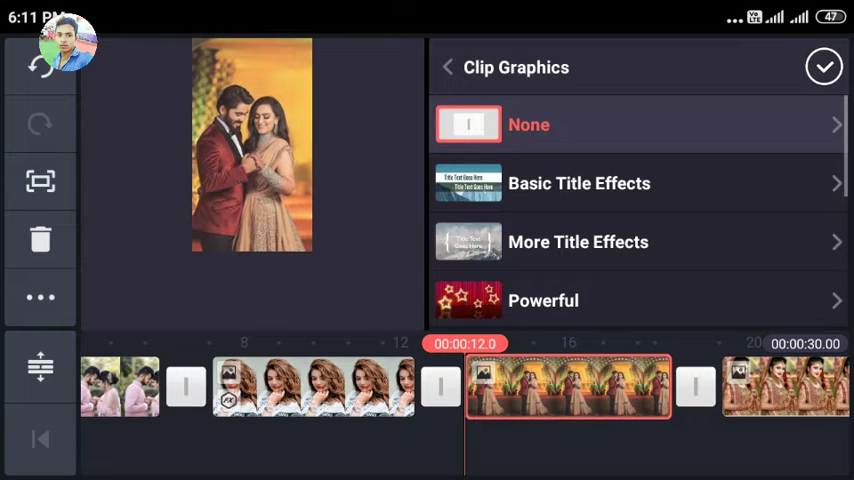 6:11 PM
47
Clip Graphics
None
Title Text Goes Here
Title Text Goes Here
Basic Title Effects
Title Text
Goes Here
More Title Effects
Powerful
8
12
00:00:12.0
16
20
00:00:30.00
FX